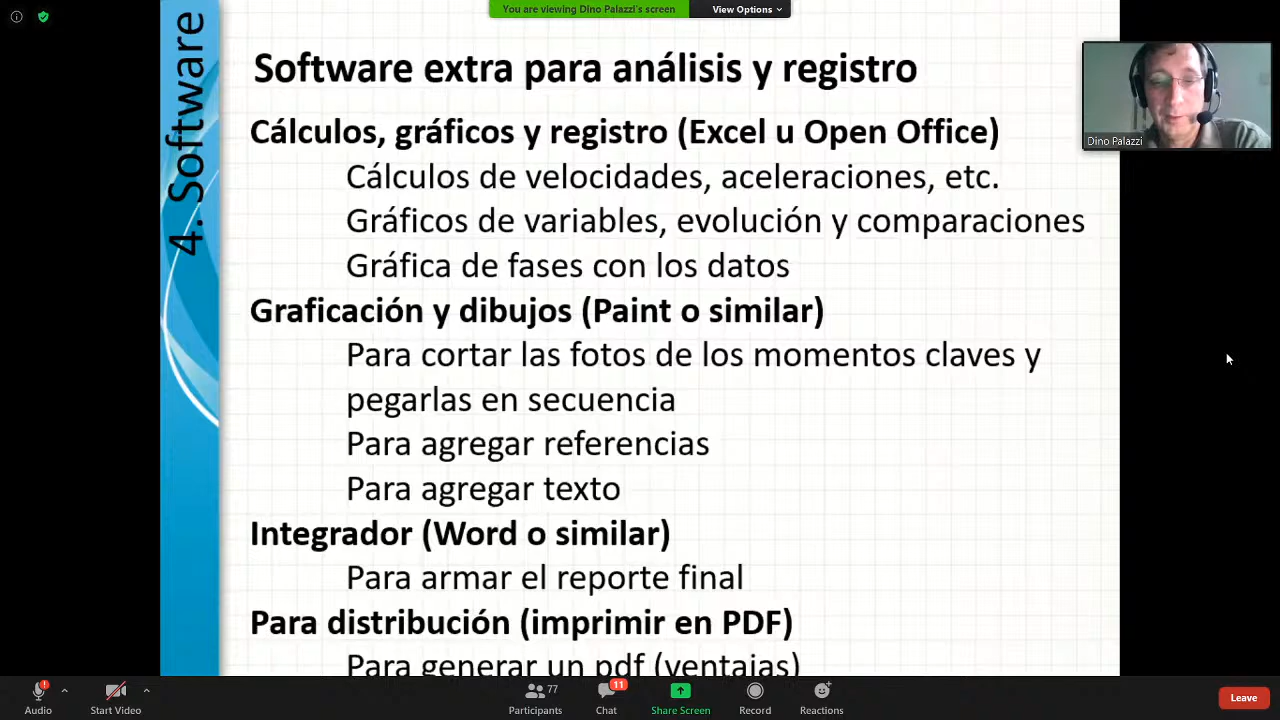 You are viewing Dino Palazzi's screen
View Options
4. Software
Software extra para análisis y registro
Cálculos, gráficos y registro (Excel u Open Office)
Cálculos de velocidades, aceleraciones, etc.
Gráficos de variables, evolución y comparaciones
Gráfica de fases con los datos
Graficación y dibujos (Paint o similar)
Para cortar las fotos de los momentos claves y
pegarlas en secuencia
Para agregar referencias
Para agregar texto
Integrador (Word o similar)
Para armar el reporte final
Para distribución (imprimir en PDF)
Para generar un pdf (ventajas)
Dino Palazzi
Audio
Start Video
77
Participants
11
Chat
Share Screen
Record
Reactions
Leave